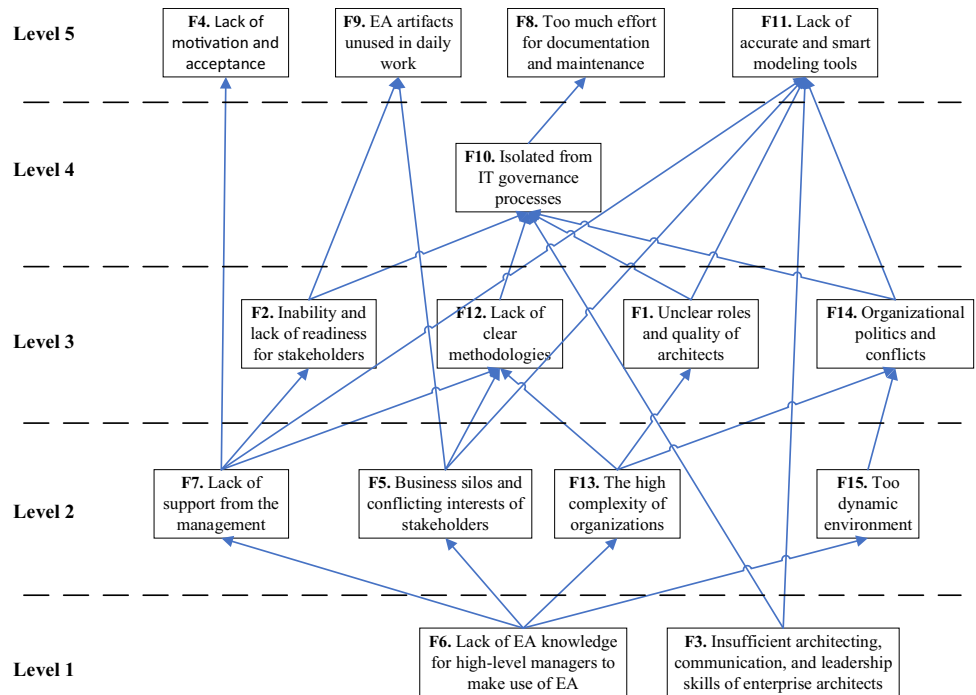 Level 5
F4. Lack of
motivation and
acceptance
F9. EA artifacts
unused in daily
work
F8. Too much effort
for documentation
and maintenance
F11. Lack of
accurate and smart
modeling tools
Level 4
F10. Isolated from
IT governance
processes
Level 3
F2. Inability and
lack of readiness
for stakeholders
F12. Lack of
clear
methodologies
F1. Unclear roles
and quality of
architects
F14. Organizational
politics and
conflicts
Level 2
F7. Lack of
support from the
management
F5. Business silos and
conflicting interests of
stakeholders
F13. The high
complexity of
organizations
F15. Too
dynamic
environment
Level 1
F6. Lack of EA knowledge
for high-level managers to
make use of EA
F3. Insufficient architecting,
communication, and leadership
skills of enterprise architects